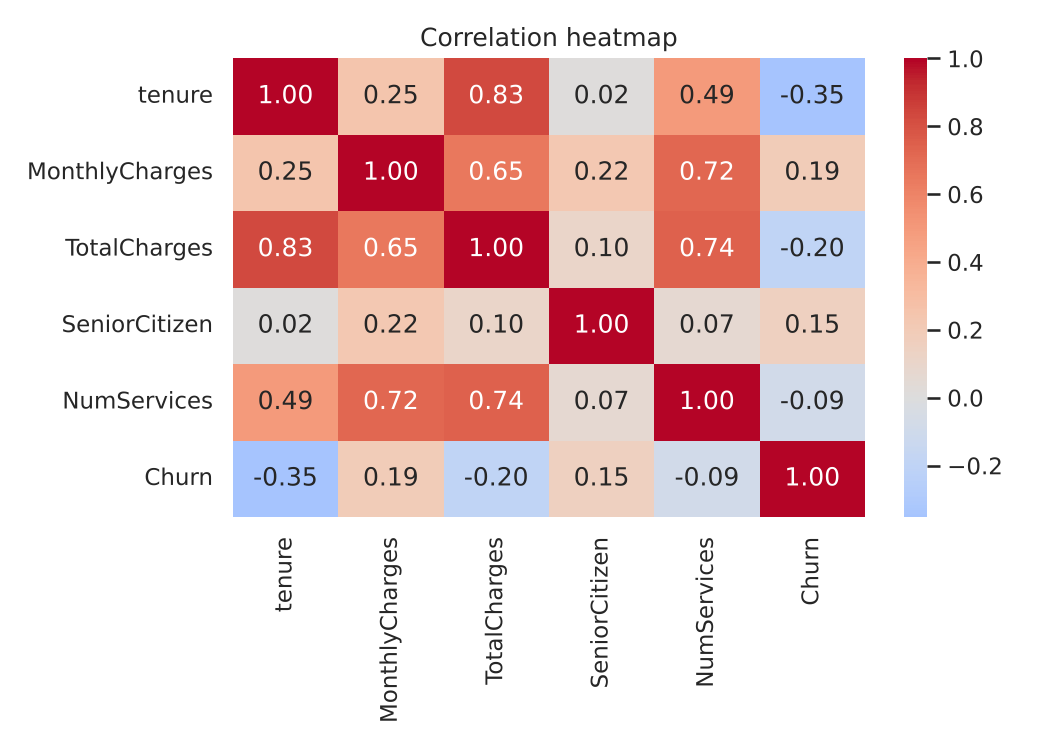 Correlation heatmap
tenure 1.00 0.25 0.83 0.02 0.49 -0.35
MonthlyCharges 0.25 1.00 0.65 0.22 0.72 0.19
TotalCharges 0.83 0.65 1.00 0.10 0.74 -0.20
SeniorCitizen 0.02 0.22 0.10 1.00 0.07 0.15
NumServices 0.49 0.72 0.74 0.07 1.00 -0.09
Churn -0.35 0.19 -0.20 0.15 -0.09 1.00
tenure
MonthlyCharges
TotalCharges
SeniorCitizen
NumServices
Churn
1.0
0.8
0.6
0.4
0.2
0.0
−0.2